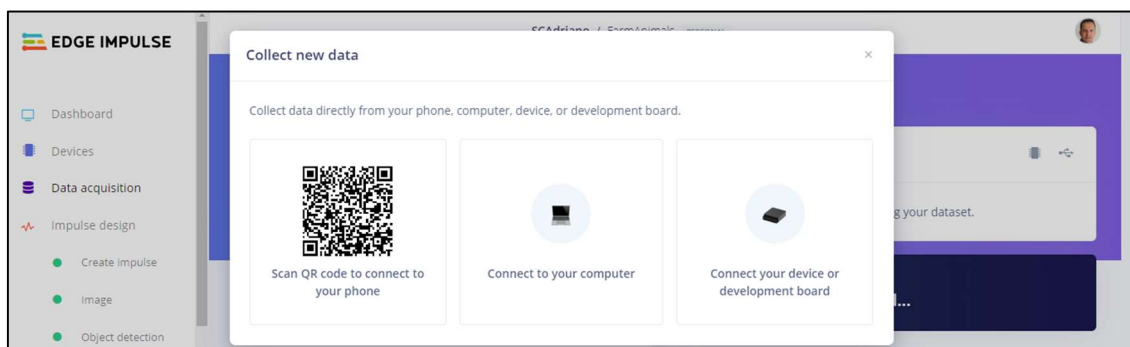 EDGE IMPULSE
SCAdriano / FarmAnimals
Collect new data
×
Dashboard
Collect data directly from your phone, computer, device, or development board.
Devices
Data acquisition
g your dataset.
Impulse design
Scan QR code to connect to
your phone
Connect to your computer
Connect your device or
development board
Create impulse
Image
...
Object detection